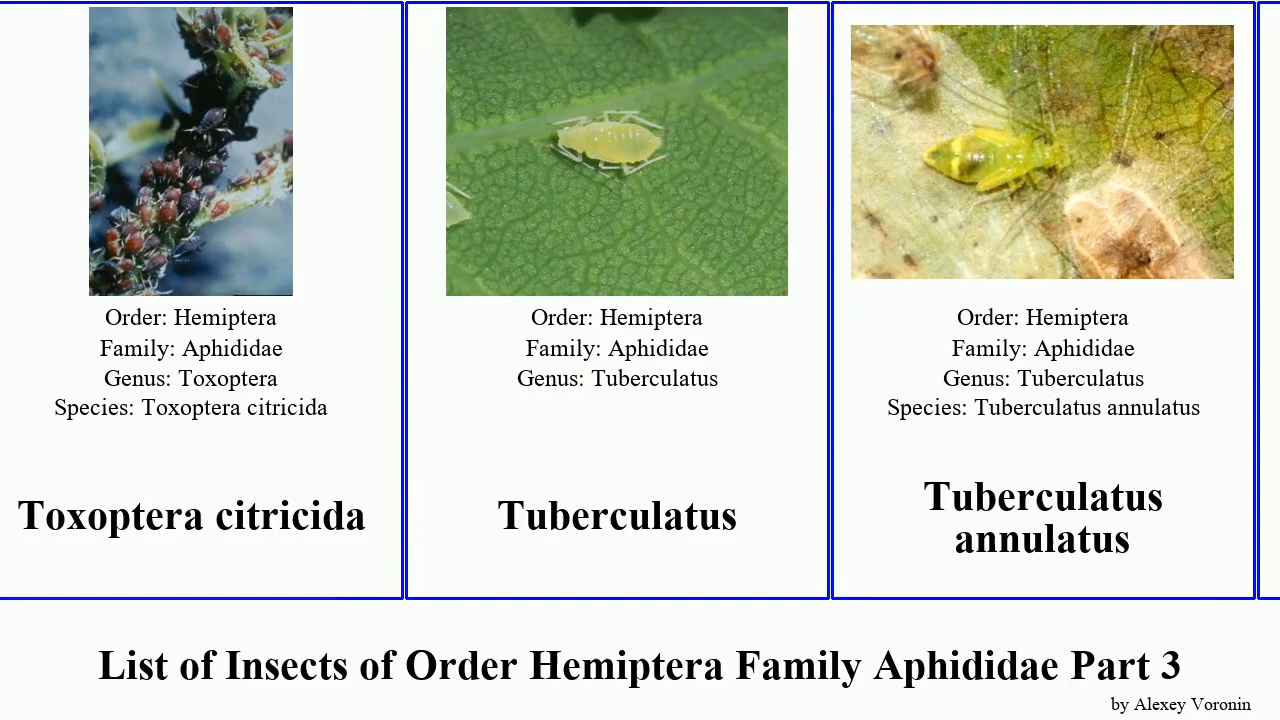 Order: Hemiptera
Family: Aphididae
Genus: Toxoptera
Species: Toxoptera citricida
Toxoptera citricida
Order: Hemiptera
Family: Aphididae
Genus: Tuberculatus
Tuberculatus
Order: Hemiptera
Family: Aphididae
Genus: Tuberculatus
Species: Tuberculatus annulatus
Tuberculatus
annulatus
List of Insects of Order Hemiptera Family Aphididae Part 3
by Alexey Voronin